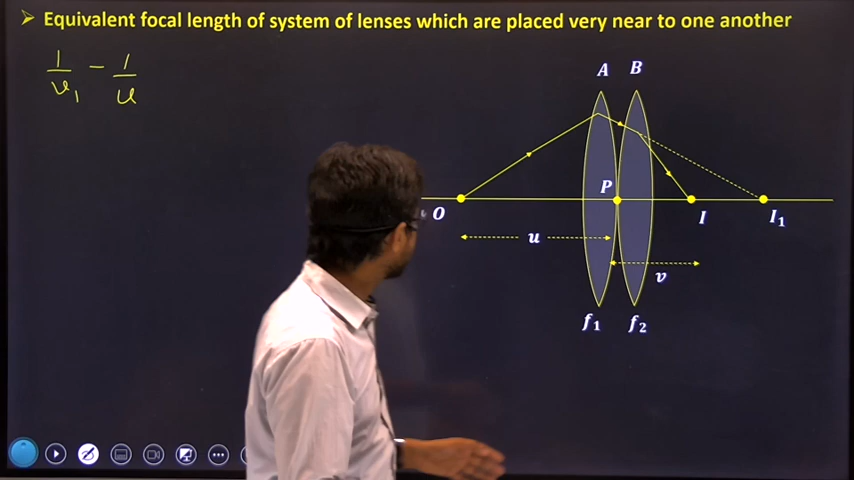 ➢ Equivalent focal length of system of lenses which are placed very near to one another
1/v₁ - 1/u
A B
P
O I I₁
u
v
f₁ f₂